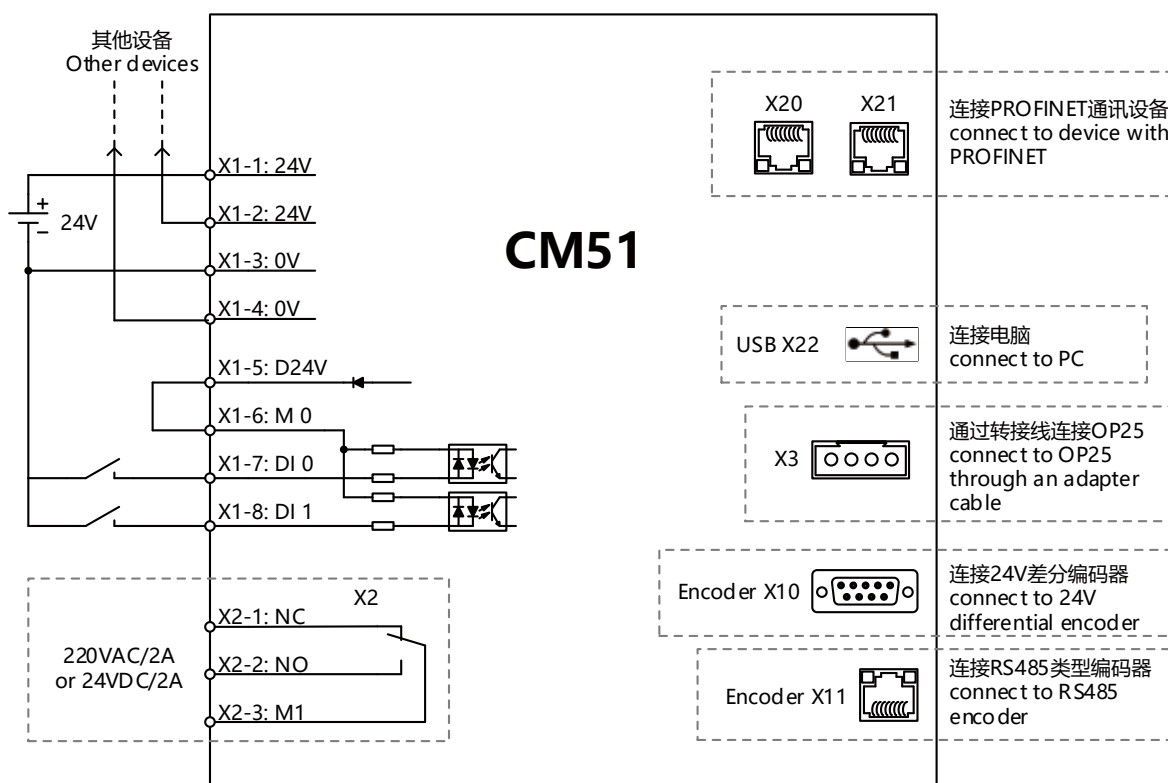 其他设备
Other devices
X1-1: 24V
+
24V
−
X1-2: 24V
X1-3: 0V
X1-4: 0V
X1-5: D24V
X1-6: M 0
X1-7: DI 0
X1-8: DI 1
X2
X2-1: NC
220VAC/2A
or 24VDC/2A
X2-2: NO
X2-3: M1
CM51
X20
X21
连接PROFINET通讯设备
connect to device with
PROFINET
USB X22
连接电脑
connect to PC
X3
通过转接线连接OP25
connect to OP25
through an adapter
cable
Encoder X10
连接24V差分编码器
connect to 24V
differential encoder
Encoder X11
连接RS485类型编码器
connect to RS485
encoder